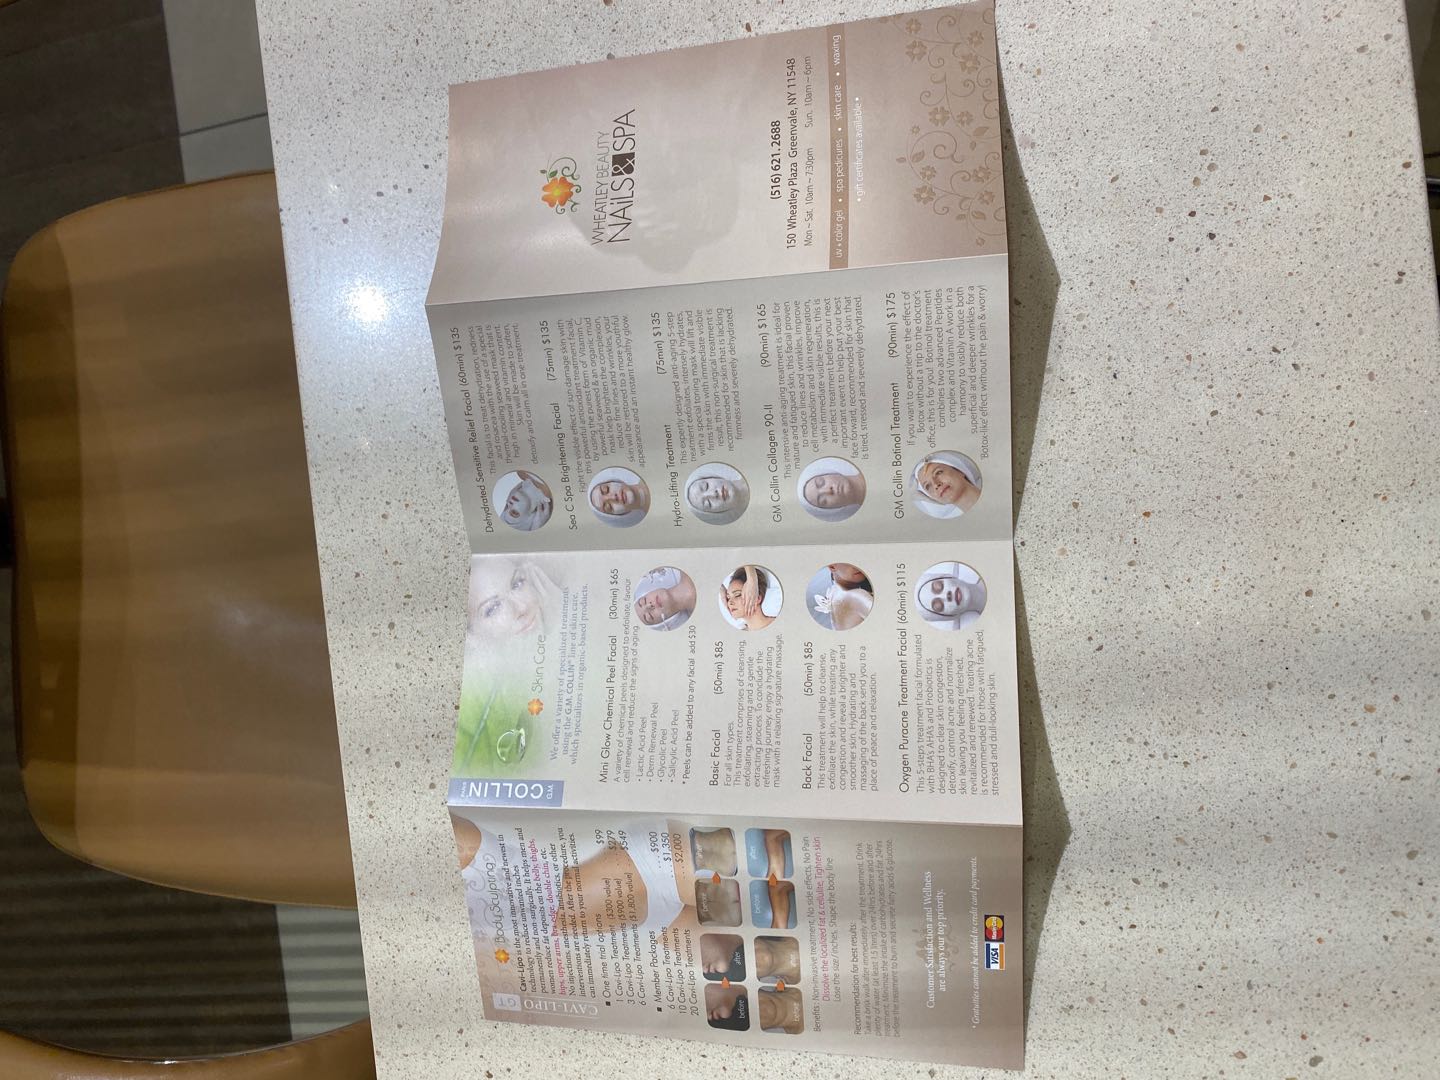 CAVI-LIPO GT
Body Sculpting
Cavi-Lipo is the most innovative and newest in
technology to reduce unwanted inches
permanently and non-surgically. It helps men and
women reduce fat deposits on the belly, thighs,
hips, upper arms, bra edge, double chin, etc.
No injections, anesthesia, antibiotics, or other
interventions are needed. After the procedure, you
can immediately return to your normal activities.
■ One time trial options
1 Cavi-Lipo Treatment ($300 value) . $99
3 Cavi-Lipo Treatments ($900 value) . . $279
6 Cavi-Lipo Treatments ($1,800 value) . . $549
■ Member Packages
6 Cavi-Lipo Treatments . . . $900
10 Cavi-Lipo Treatments . . . $1,350
20 Cavi-Lipo Treatments . . . $2,000
before after before after
before after before after
Benefits : Non-invasive treatment, No side effects, No Pain
Dissolve the localized fat & cellulite, Tighten skin
Lose the size / inches. Shape the body line
Recommendation for best results:
Take a brisk walk after immediately after the treatment. Drink
plenty of water (at least 1.5 liters) over 24hrs before and after
treatment. Minimize the intake of carbohydrates and fat 24hrs
before the treatment to burn and secrete fatty acids & glucose.
Customer Satisfaction and Wellness
are always our top priority.
* Gratuities cannot be added to credit card payments.
VISA MasterCard
G.M. COLLIN PARIS
Skin Care
We offer a variety of specialized treatments
using the G.M. COLLIN® line of skin care,
which specializes in organic-based products.
Mini Glow Chemical Peel Facial (30min) $65
A variety of chemical peels designed to exfoliate, favour
cell renewal and reduce the signs of aging
• Lactic Acid Peel
• Derm Renewal Peel
• Glycolic Peel
• Salicylic Acid Peel
* Peels can be added to any facial add $30
Basic Facial (50min) $85
For all skin types.
This treatment comprises of cleansing,
exfoliating, steaming and a gentle
extracting process. To conclude the
refreshing journey, enjoy a hydrating
mask with a relaxing signature massage.
Back Facial (50min) $85
This treatment will help to cleanse,
exfoliate the skin, while treating any
congestion and reveal a brighter and
smoother skin. Hydrating and
massaging of the back send you to a
place of peace and relaxation.
Oxygen Puracne Treatment Facial (60min) $115
This 5-steps treatment facial formulated
with BHA's AHA's and Probiotics is
designed to clear skin congestion,
detoxify, control acne and normalize
skin leaving you feeling refreshed,
revitalized and renewed. Treating acne
is recommended for those with fatigued,
stressed and dull-looking skin.
Dehydrated Sensitive Relief Facial (60min) $135
This facial is to treat dehydration, redness
and rosacea with the use of a special
thermal-cooling seaweed mask that is
high in mineral and vitamin content.
Skin will be made to soften,
detoxify and calm all in one treatment.
Sea C Spa Brightening Facial (75min) $135
Fight the visible effect of sun-damage skin with
this powerful antioxidant treatment facial,
by using the purest form of Vitamin C,
powerful seaweed & an organic mud
mask help brighten the complexion,
reduce fine lines and wrinkles, your
skin will be restored to a more youthful
appearance and an instant healthy glow.
Hydro-Lifting Treatment (75min) $135
This expertly designed anti-aging 5-step
treatment exfoliates, intensely hydrates,
with a special toning mask will lift and
firms the skin with immediate visible
result, this non-surgical treatment is
recommended for skin that is lacking
firmness and severely dehydrated.
GM Collin Collagen 90-II (90min) $165
This intensive anti-aging treatment is ideal for
mature and fatigued skin, this facial proven
to reduce lines and wrinkles, improve
cell metabolism and skin regeneration,
with immediate visible results, this is
a perfect treatment before your next
important event to help put your best
face forward, recommended for skin that
is tired, stressed and severely dehydrated.
GM Collin Botinol Treatment (90min) $175
If you want to experience the effect of
Botox without a trip to the doctor's
office, this is for you! Botinol treatment
combines two advanced Peptides
complex and Vitamin A work in a
harmony to visibly reduce both
superficial and deeper wrinkles for a
'Botox-like' effect without the pain & worry!
WHEATLEY BEAUTY
NAiLS & SPA
(516) 621.2688
150 Wheatley Plaza Greenvale, NY 11548
Mon ~ Sat. 10am ~ 7:30pm Sun. 10am ~ 6pm
uv • color gel • spa pedicures • skin care • waxing
• gift certificates available •